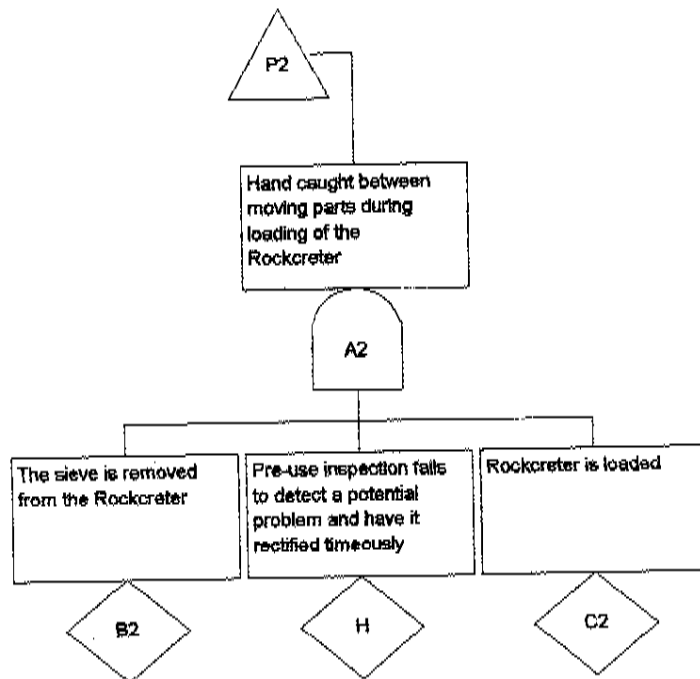 P2
Hand caught between
moving parts during
loading of the
Rockcreter
A2
The sieve is removed
from the Rockcreter
Pre-use inspection fails
to detect a potential
problem and have it
rectified timeously
Rockcreter is loaded
B2
H
C2